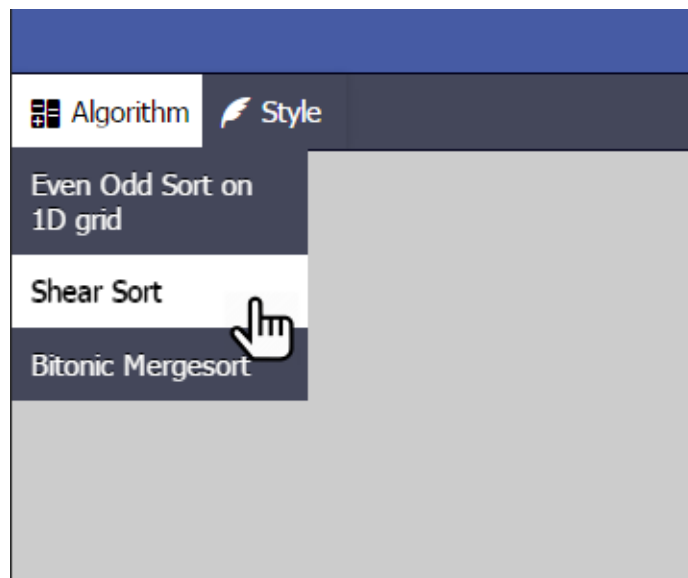 Algorithm Style
Even Odd Sort on
1D grid
Shear Sort
Bitonic Mergesort